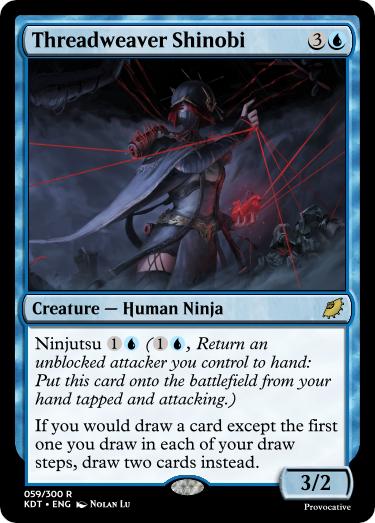 Threadweaver Shinobi 3
Creature — Human Ninja
Ninjutsu 1 (1, Return an
unblocked attacker you control to hand:
Put this card onto the battlefield from your
hand tapped and attacking.)
If you would draw a card except the first
one you draw in each of your draw
steps, draw two cards instead.
3/2
059/300 R
KDT • ENG Nolan Lu
Provocative